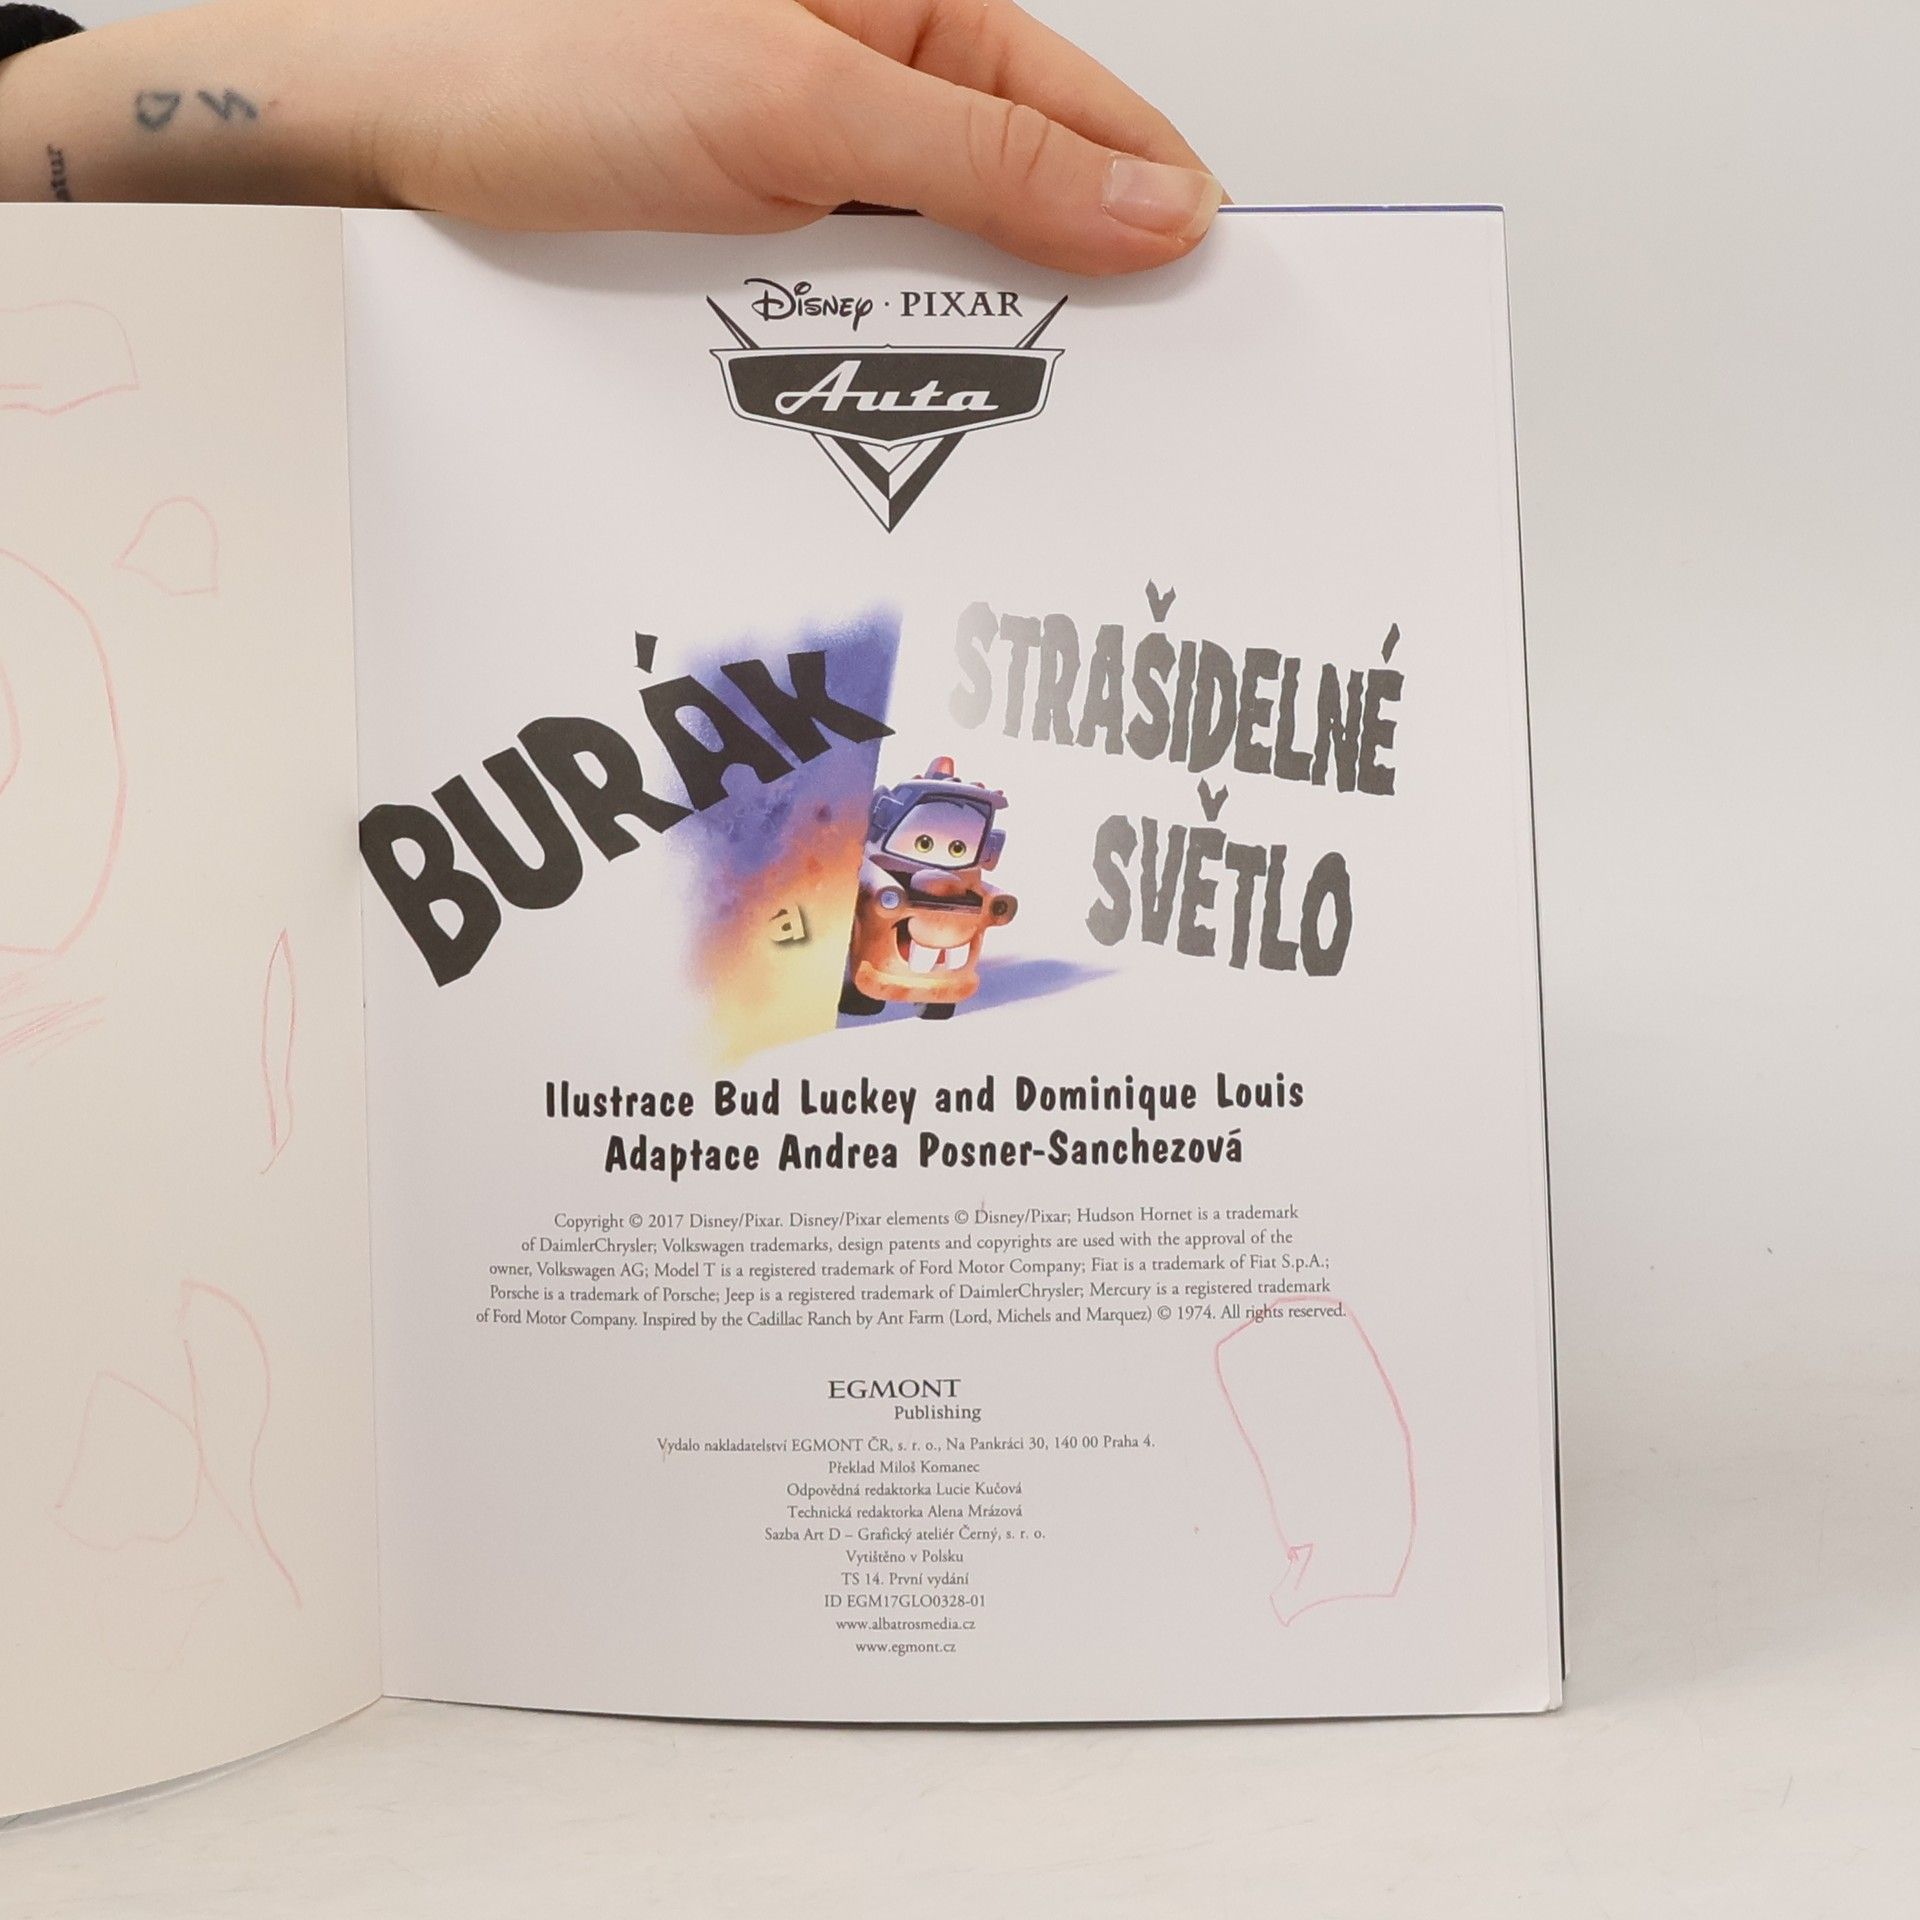 DISNEY · PIXAR
Auta
BURÁK
a
STRAŠIDELNÉ
SVĚTLO
Ilustrace Bud Luckey and Dominique Louis
Adaptace Andrea Posner-Sanchezová
Copyright © 2017 Disney/Pixar. Disney/Pixar elements © Disney/Pixar; Hudson Hornet is a trademark
of DaimlerChrysler; Volkswagen trademarks, design patents and copyrights are used with the approval of the
owner, Volkswagen AG; Model T is a registered trademark of Ford Motor Company; Fiat is a trademark of Fiat S.p.A.;
Porsche is a trademark of Porsche; Jeep is a registered trademark of DaimlerChrysler; Mercury is a registered trademark
of Ford Motor Company. Inspired by the Cadillac Ranch by Ant Farm (Lord, Michels and Marquez) © 1974. All rights reserved.
EGMONT
Publishing
Vydalo nakladatelství EGMONT ČR, s. r. o., Na Pankráci 30, 140 00 Praha 4.
Překlad Miloš Komanec
Odpovědná redaktorka Lucie Kučová
Technická redaktorka Alena Mrázová
Sazba Art D – Grafický ateliér Černý, s. r. o.
Vytištěno v Polsku
TS 14. První vydání
ID EGM17GLO0328-01
www.albatrosmedia.cz
www.egmont.cz